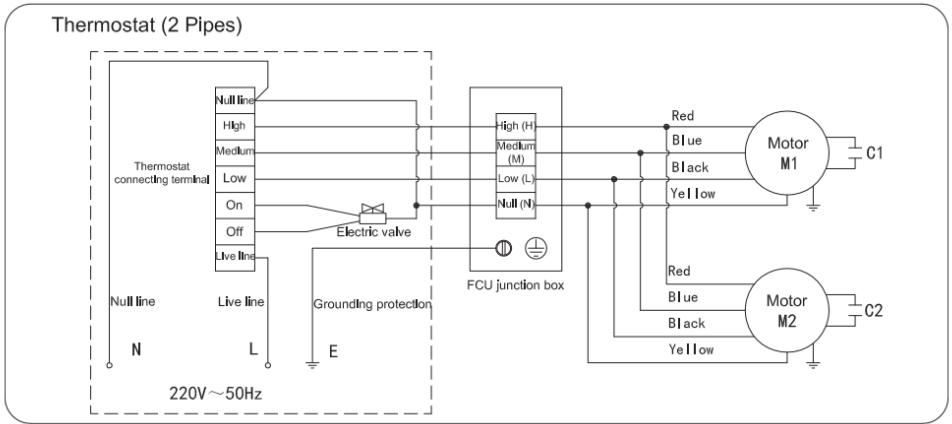 Thermostat (2 Pipes)
Null line
High
Medium
Low
On
Off
Live line
Thermostat
connecting terminal
Electric valve
Null line
Live line
Grounding protection
N
L
E
220V～50Hz
High (H)
Medium
(M)
Low (L)
Null (N)
FCU junction box
Red
Blue
Black
Yellow
Motor
M1
C1
Red
Blue
Black
Yellow
Motor
M2
C2